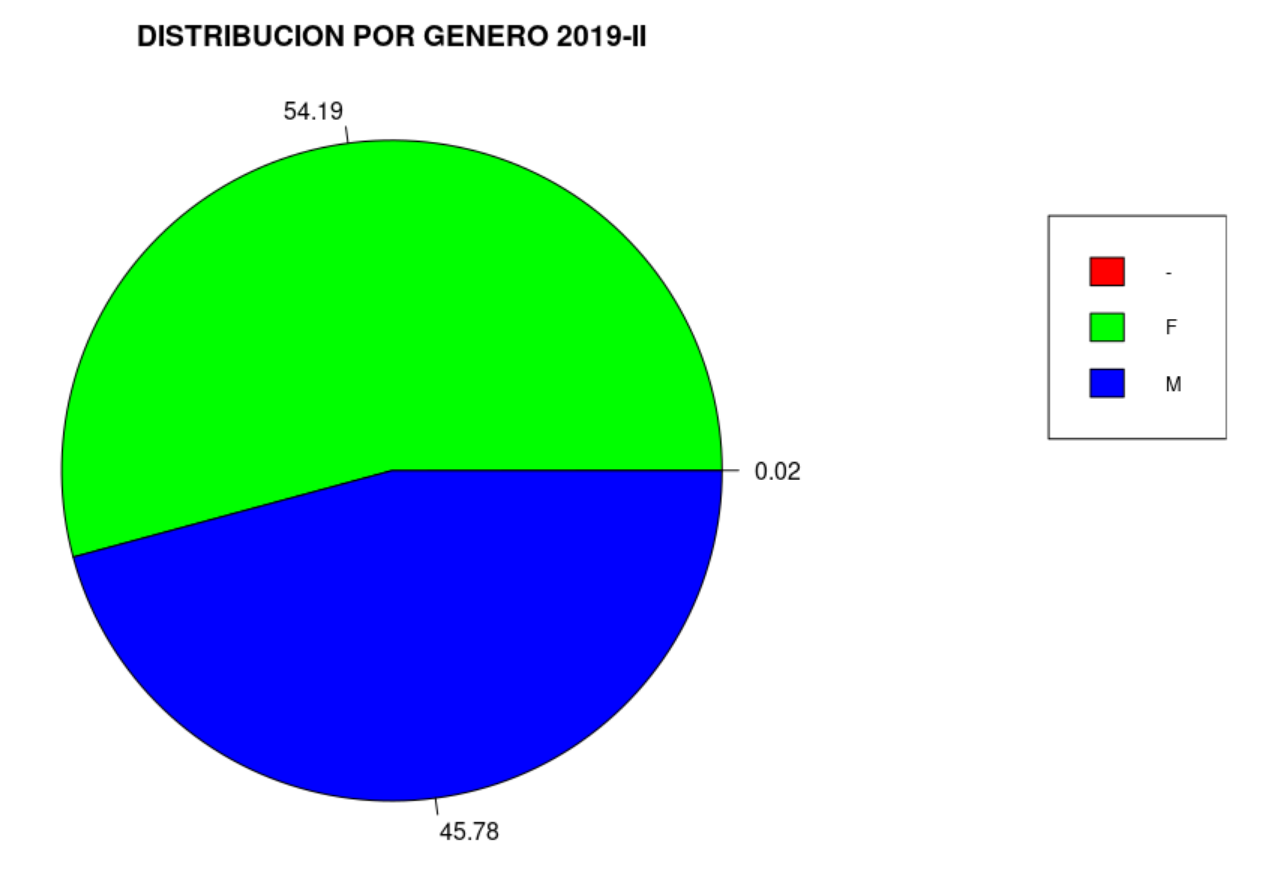 DISTRIBUCION POR GENERO 2019-II
54.19
-
F
M
0.02
45.78